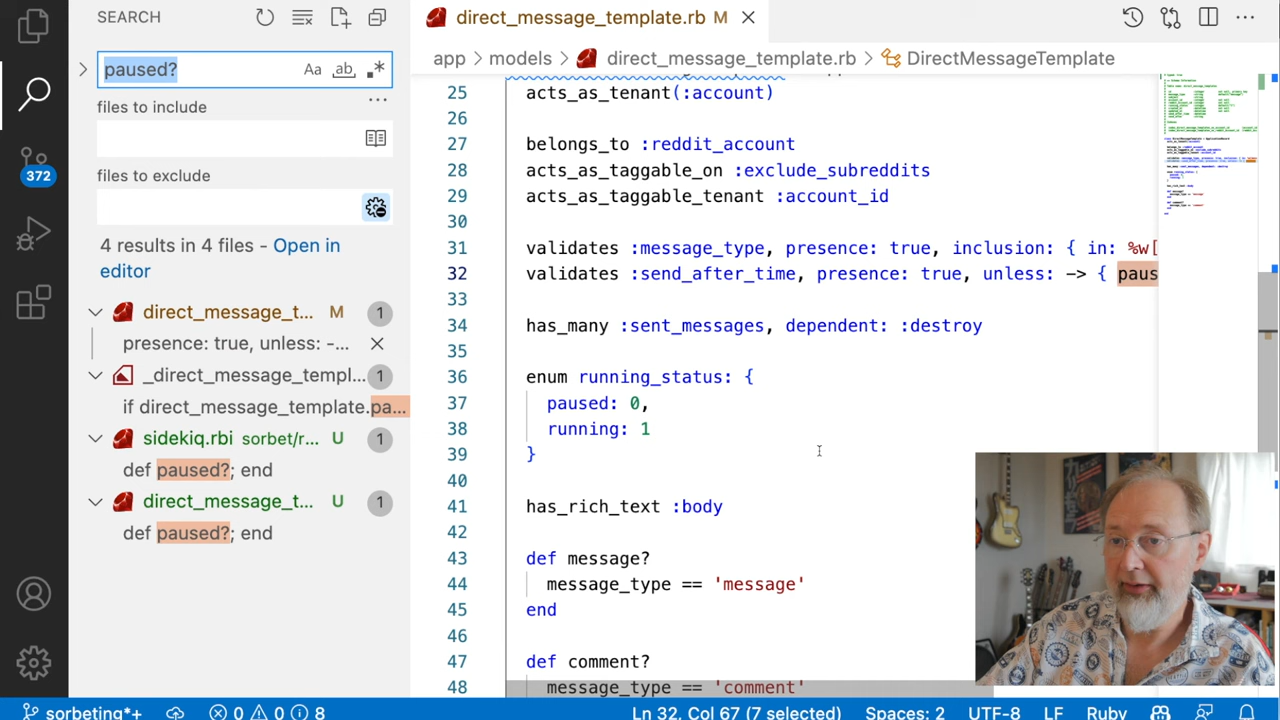 SEARCH
paused?
Aa
ab
files to include
files to exclude
4 results in 4 files - Open in
editor
direct_message_t... M 1
presence: true, unless: -...
_direct_message_templ... 1
if direct_message_template.pa...
sidekiq.rbi sorbet/r... U 1
def paused?; end
direct_message_t... U 1
def paused?; end
372
direct_message_template.rb M
app > models > direct_message_template.rb > DirectMessageTemplate
25 acts_as_tenant(:account)
26
27 belongs_to :reddit_account
28 acts_as_taggable_on :exclude_subreddits
29 acts_as_taggable_tenant :account_id
30
31 validates :message_type, presence: true, inclusion: { in: %w[
32 validates :send_after_time, presence: true, unless: -> { paus
33
34 has_many :sent_messages, dependent: :destroy
35
36 enum running_status: {
37 paused: 0,
38 running: 1
39 }
40
41 has_rich_text :body
42
43 def message?
44 message_type == 'message'
45 end
46
47 def comment?
48 message_type == 'comment'
sorbeting*+ 0 0 8 Ln 32, Col 67 (7 selected) Spaces: 2 UTF-8 LF Ruby